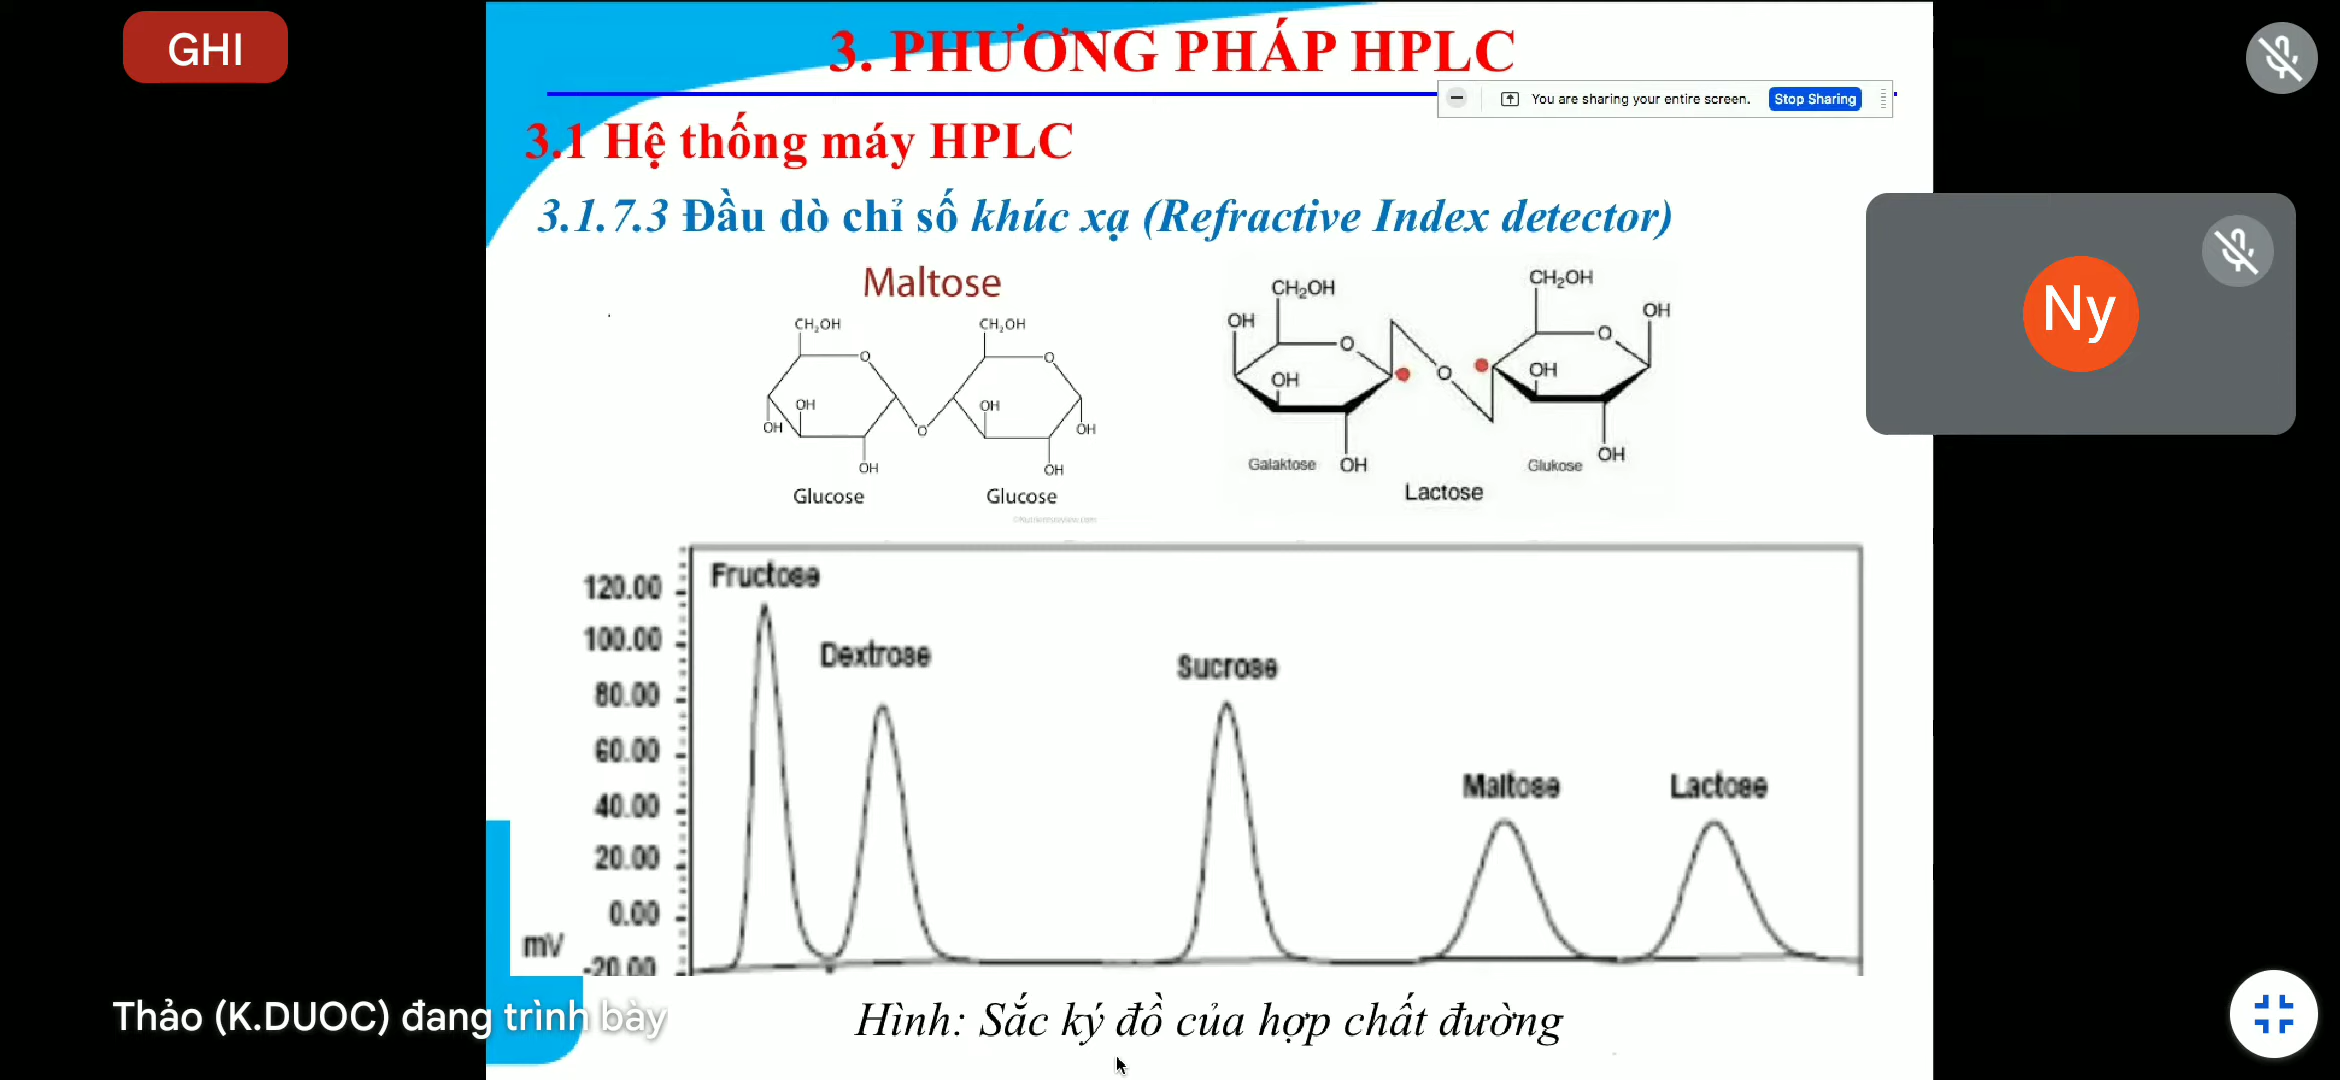 GHI
3. PHƯƠNG PHÁP HPLC
You are sharing your entire screen. Stop Sharing
3.1 Hệ thống máy HPLC
3.1.7.3 Đầu dò chỉ số khúc xạ (Refractive Index detector)
Ny
Maltose
CH₂OH CH₂OH
O O
OH OH
OH O OH
OH OH
Glucose Glucose
CH₂OH CH₂OH
OH OH
O O
OH O OH
OH OH
Galaktose Glukose
Lactose
120.00 Fructose
100.00 Dextrose
80.00 Sucrose
60.00
40.00 Maltose Lactose
20.00
0.00
mV
-20.00
Thảo (K.DUOC) đang trình bày
Hình: Sắc ký đồ của hợp chất đường